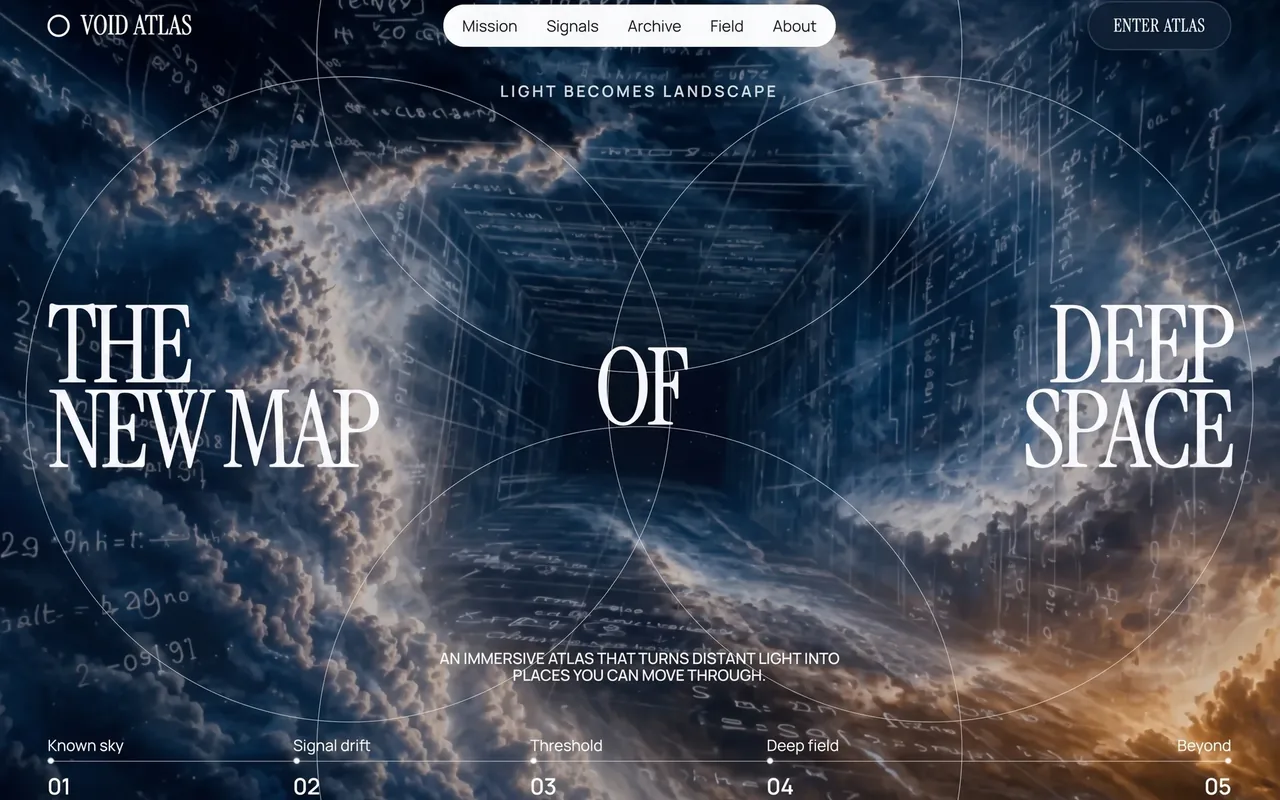 VOID ATLAS
Mission Signals Archive Field About
ENTER ATLAS
LIGHT BECOMES LANDSCAPE
THE
NEW MAP
OF
DEEP
SPACE
AN IMMERSIVE ATLAS THAT TURNS DISTANT LIGHT INTO
PLACES YOU CAN MOVE THROUGH.
Known sky Signal drift Threshold Deep field Beyond
01 02 03 04 05